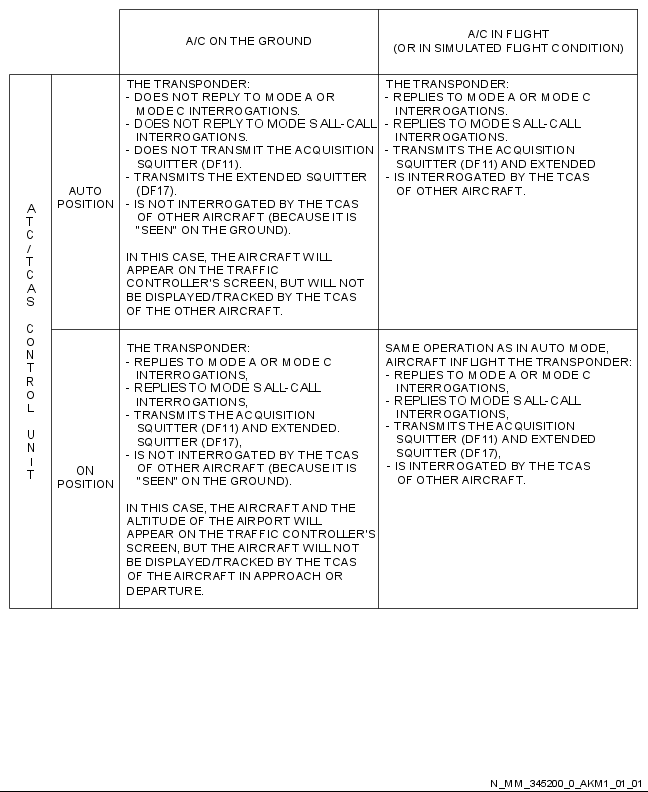 A/C ON THE GROUND
A/C IN FLIGHT
(OR IN SIMULATED FLIGHT CONDITION)
ATC/TCAS CONTROL UNIT
AUTO
POSITION
THE TRANSPONDER:
- DOES NOT REPLY TO MODE A OR
MODE C INTERROGATIONS.
- DOES NOT REPLY TO MODE S ALL-CALL
INTERROGATIONS.
- DOES NOT TRANSMIT THE ACQUISITION
SQUITTER (DF11).
- TRANSMITS THE EXTENDED SQUITTER
(DF17).
- IS NOT INTERROGATED BY THE TCAS
OF OTHER AIRCRAFT (BECAUSE IT IS
"SEEN" ON THE GROUND).
IN THIS CASE, THE AIRCRAFT WILL
APPEAR ON THE TRAFFIC
CONTROLLER'S SCREEN, BUT WILL NOT
BE DISPLAYED/TRACKED BY THE TCAS
OF THE OTHER AIRCRAFT.
THE TRANSPONDER:
- REPLIES TO MODE A OR MODE C
INTERROGATIONS.
- REPLIES TO MODE S ALL-CALL
INTERROGATIONS.
- TRANSMITS THE ACQUISITION
SQUITTER (DF11) AND EXTENDED
- IS INTERROGATED BY THE TCAS
OF OTHER AIRCRAFT.
ON
POSITION
THE TRANSPONDER:
- REPLIES TO MODE A OR MODE C
INTERROGATIONS,
- REPLIES TO MODE S ALL-CALL
INTERROGATIONS,
- TRANSMITS THE ACQUISITION
SQUITTER (DF11) AND EXTENDED.
SQUITTER (DF17),
- IS NOT INTERROGATED BY THE TCAS
OF OTHER AIRCRAFT (BECAUSE IT IS
"SEEN" ON THE GROUND).
IN THIS CASE, THE AIRCRAFT AND THE
ALTITUDE OF THE AIRPORT WILL
APPEAR ON THE TRAFFIC CONTROLLER'S
SCREEN, BUT THE AIRCRAFT WILL NOT
BE DISPLAYED/TRACKED BY THE TCAS
OF THE AIRCRAFT IN APPROACH OR
DEPARTURE.
SAME OPERATION AS IN AUTO MODE,
AIRCRAFT INFLIGHT THE TRANSPONDER:
- REPLIES TO MODE A OR MODE C
INTERROGATIONS,
- REPLIES TO MODE S ALL-CALL
INTERROGATIONS,
- TRANSMITS THE ACQUISITION
SQUITTER (DF11) AND EXTENDED
SQUITTER (DF17),
- IS INTERROGATED BY THE TCAS
OF OTHER AIRCRAFT.
N_MM_345200_0_AKM1_01_01